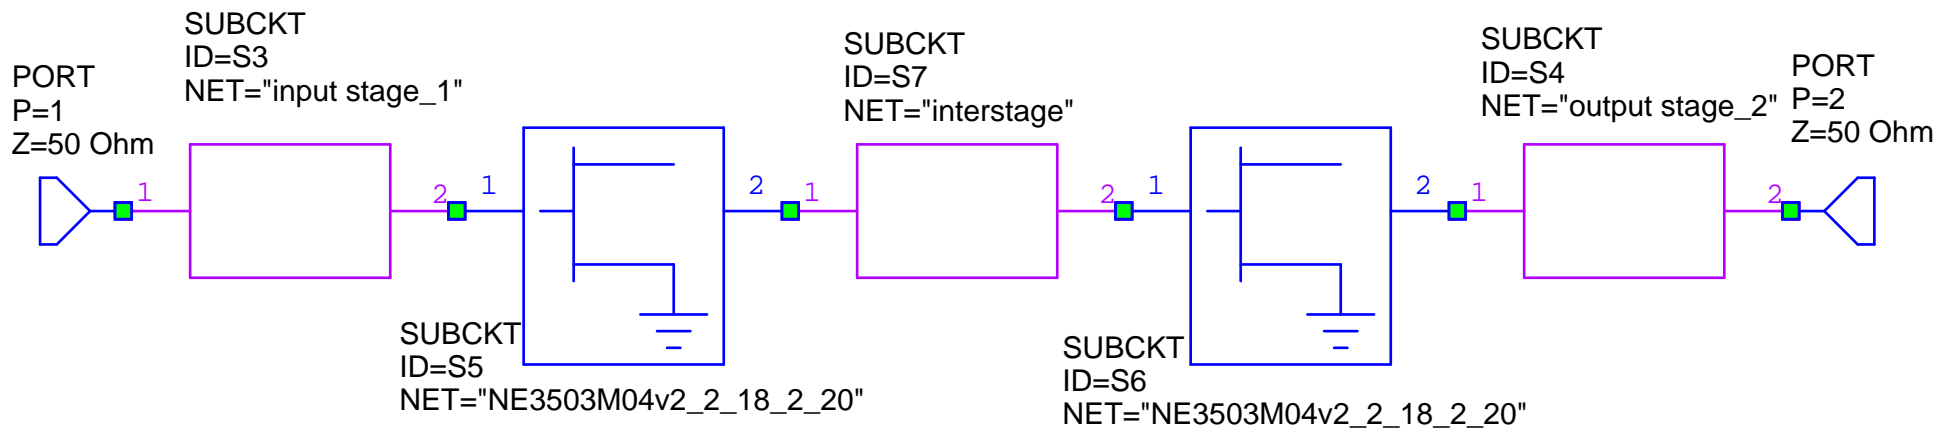 SUBCKT
ID=S3
NET="input stage_1"
SUBCKT
ID=S7
NET="interstage"
SUBCKT
ID=S4
NET="output stage_2"
PORT
P=1
Z=50 Ohm
PORT
P=2
Z=50 Ohm
1
2
1
2
1
2
1
2
1
2
SUBCKT
ID=S5
NET="NE3503M04v2_2_18_2_20"
SUBCKT
ID=S6
NET="NE3503M04v2_2_18_2_20"